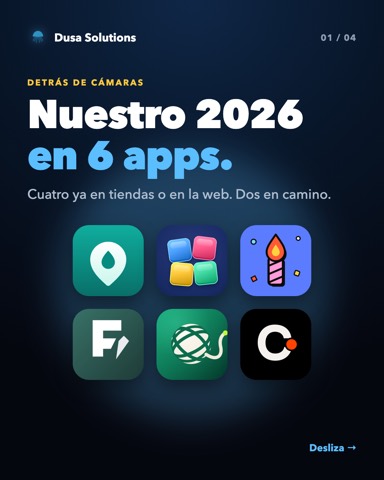 Dusa Solutions
01 / 04
DETRÁS DE CÁMARAS
Nuestro 2026
en 6 apps.
Cuatro ya en tiendas o en la web. Dos en camino.
F
C
Desliza →